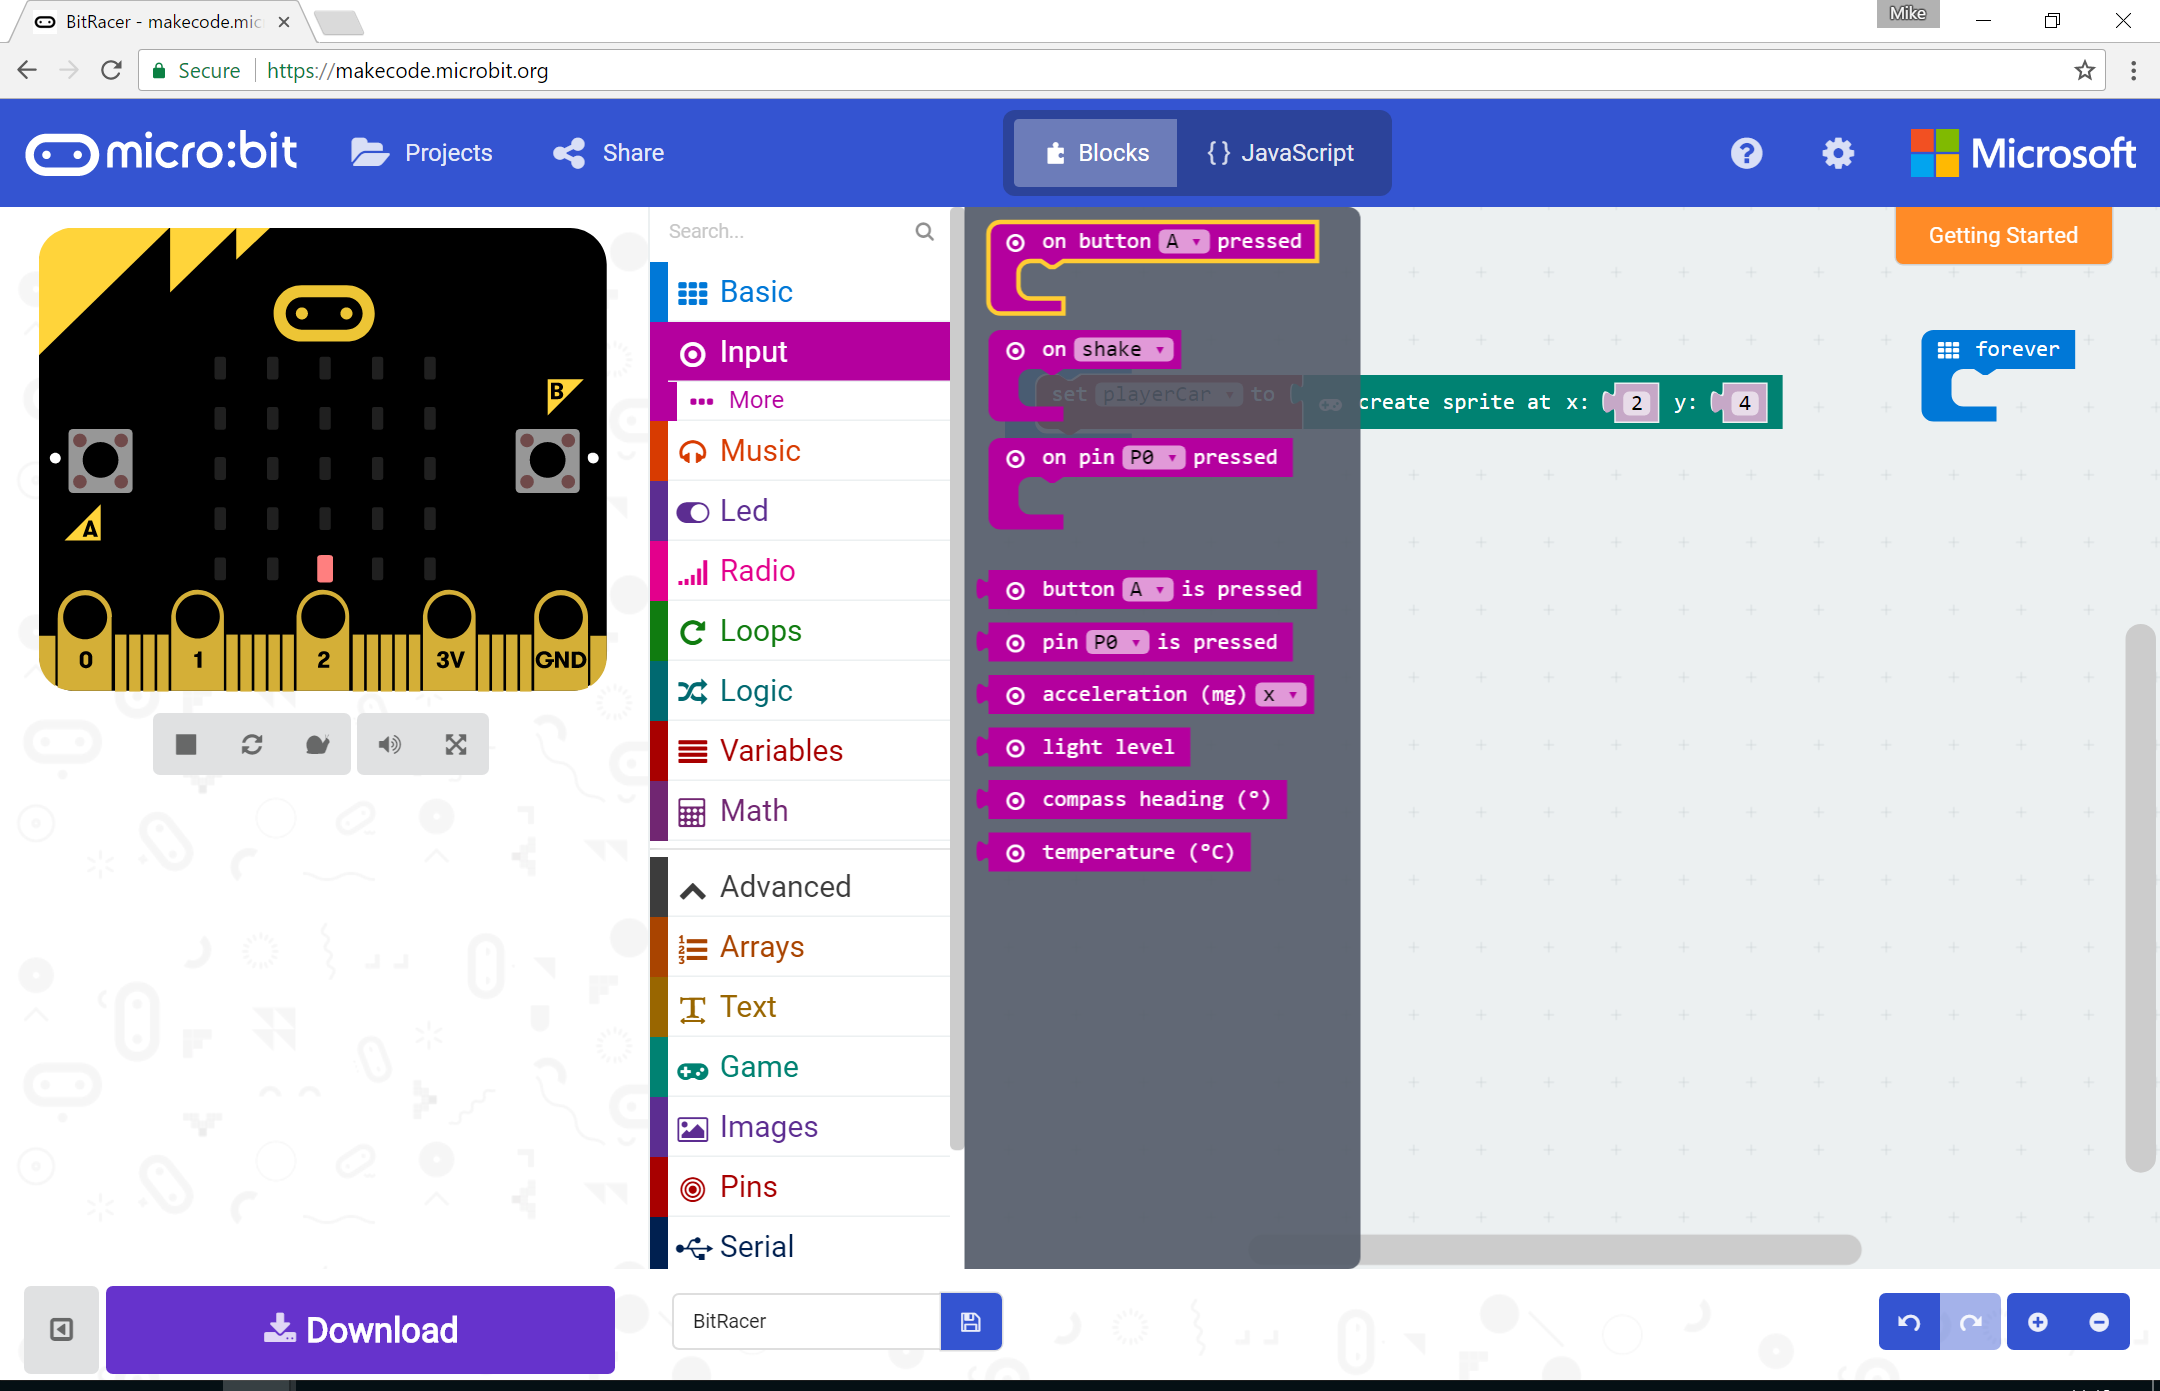 BitRacer - makecode.mic
Mike
Secure
https://makecode.microbit.org
micro:bit
Projects
Share
Blocks
{} JavaScript
Microsoft
Search...
Getting Started
Basic
Input
More
Music
Led
Radio
Loops
Logic
Variables
Math
Advanced
Arrays
Text
Game
Images
Pins
Serial
on button A pressed
on shake
set playerCar to create sprite at x: 2 y: 4
on pin P0 pressed
button A is pressed
pin P0 is pressed
acceleration (mg) x
light level
compass heading (°)
temperature (°C)
forever
B
A
0 1 2 3V GND
Download
BitRacer